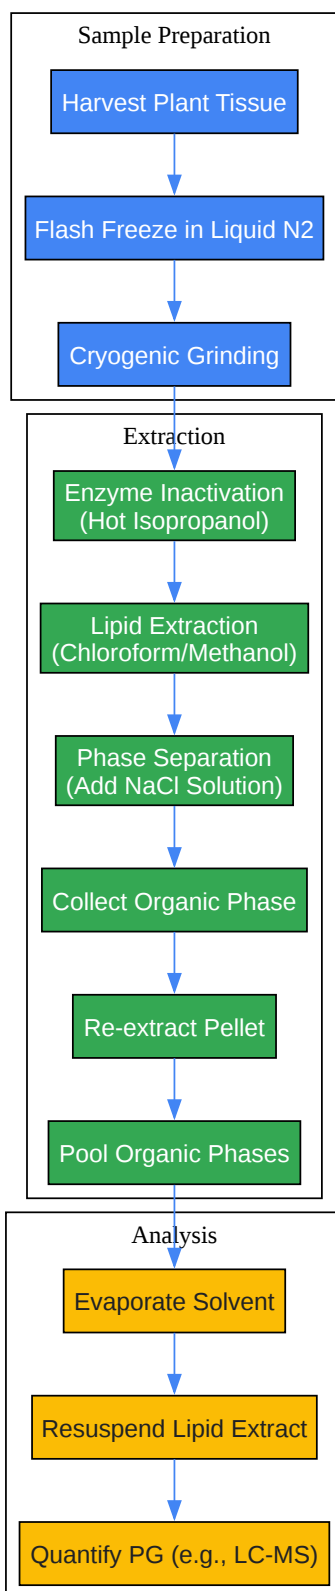 Sample Preparation
Harvest Plant Tissue
Flash Freeze in Liquid N2
Cryogenic Grinding
Extraction
Enzyme Inactivation
(Hot Isopropanol)
Lipid Extraction
(Chloroform/Methanol)
Phase Separation
(Add NaCl Solution)
Collect Organic Phase
Re-extract Pellet
Pool Organic Phases
Analysis
Evaporate Solvent
Resuspend Lipid Extract
Quantify PG (e.g., LC-MS)